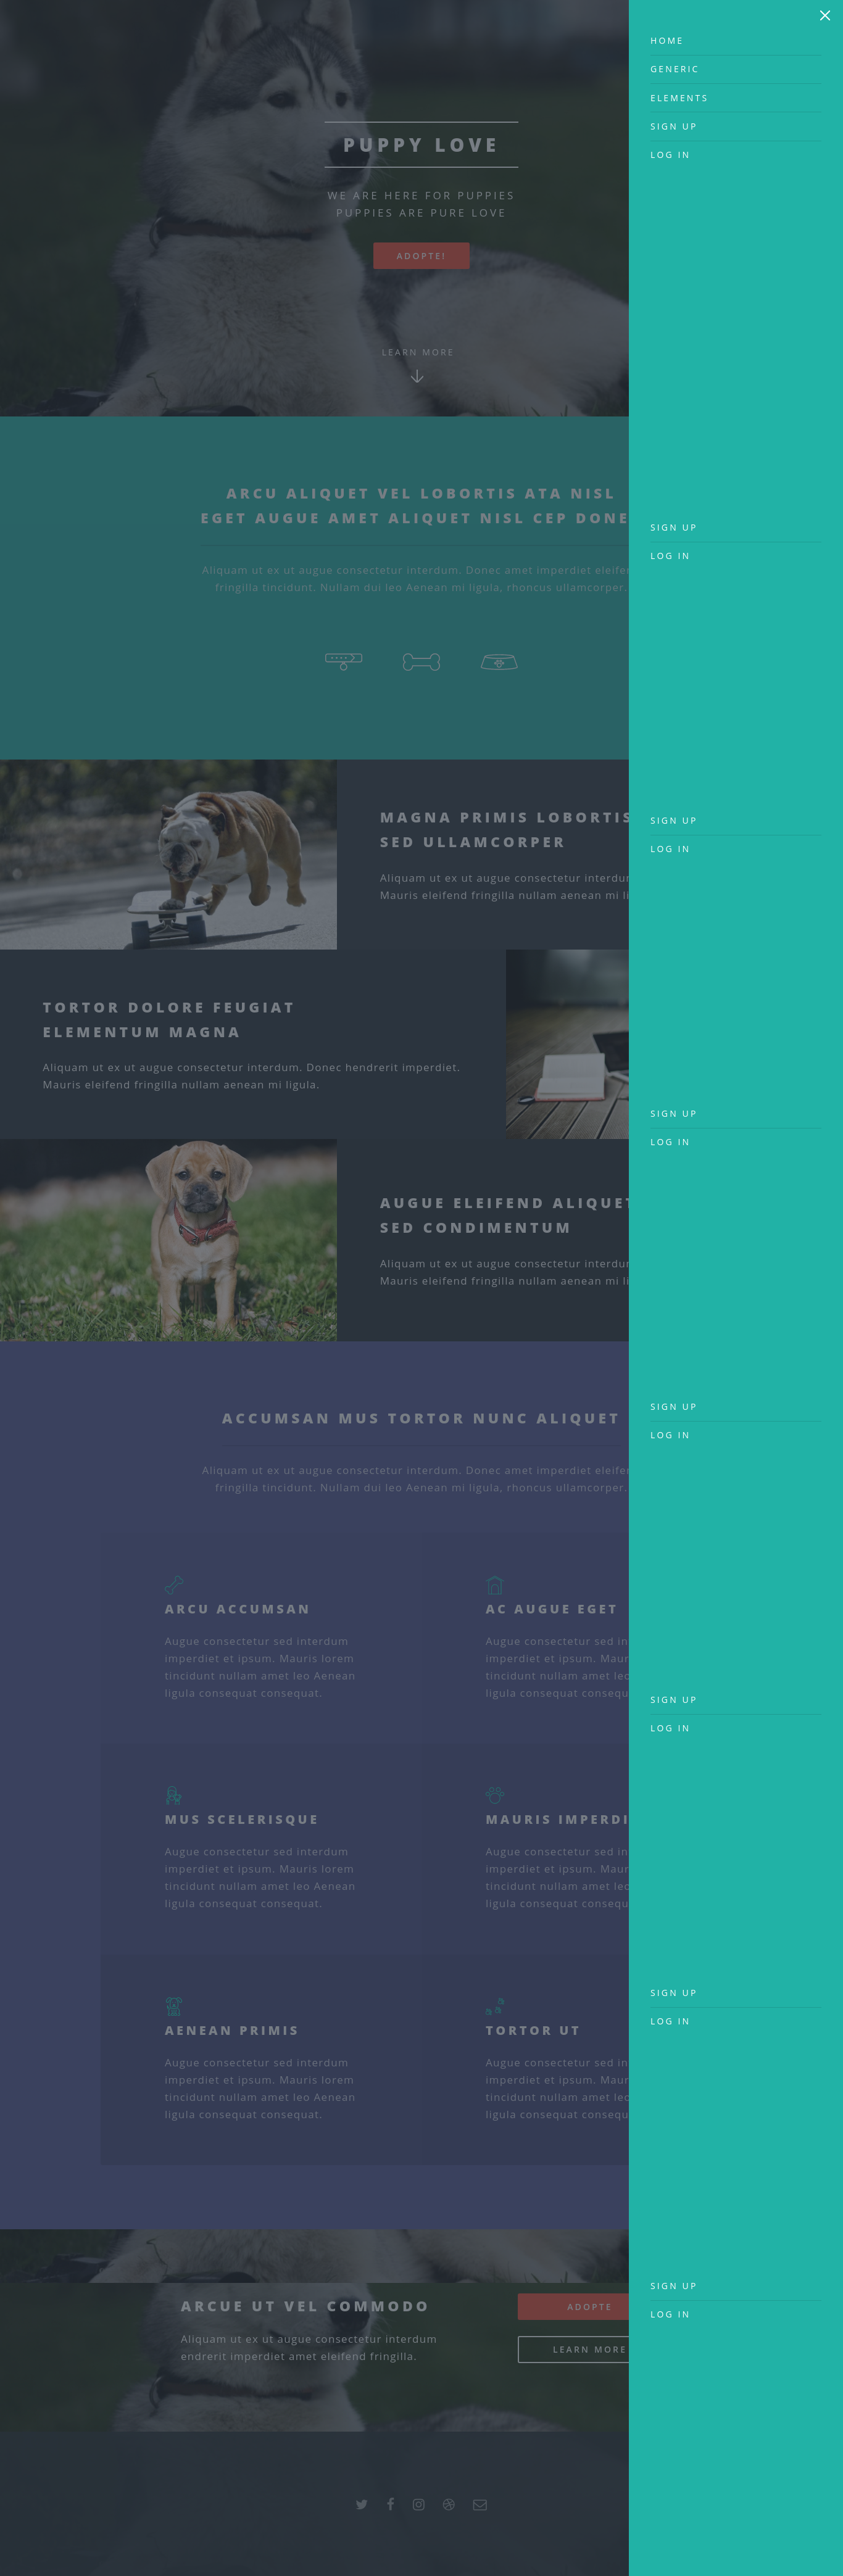 HOME
GENERIC
ELEMENTS
SIGN UP
LOG IN
PUPPY LOVE
WE ARE HERE FOR PUPPIES
PUPPIES ARE PURE LOVE
ADOPTE!
LEARN MORE
ARCU ALIQUET VEL LOBORTIS ATA NISL
EGET AUGUE AMET ALIQUET NISL CEP DONE
Aliquam ut ex ut augue consectetur interdum. Donec amet imperdiet eleife
fringilla tincidunt. Nullam dui leo Aenean mi ligula, rhoncus ullamcorper.
SIGN UP
LOG IN
MAGNA PRIMIS LOBORTIS
SED ULLAMCORPER
Aliquam ut ex ut augue consectetur interdu
Mauris eleifend fringilla nullam aenean mi li
SIGN UP
LOG IN
TORTOR DOLORE FEUGIAT
ELEMENTUM MAGNA
Aliquam ut ex ut augue consectetur interdum. Donec hendrerit imperdiet.
Mauris eleifend fringilla nullam aenean mi ligula.
SIGN UP
LOG IN
AUGUE ELEIFEND ALIQUET
SED CONDIMENTUM
Aliquam ut ex ut augue consectetur interdu
Mauris eleifend fringilla nullam aenean mi li
SIGN UP
LOG IN
ACCUMSAN MUS TORTOR NUNC ALIQUET
Aliquam ut ex ut augue consectetur interdum. Donec amet imperdiet eleife
fringilla tincidunt. Nullam dui leo Aenean mi ligula, rhoncus ullamcorper.
ARCU ACCUMSAN
Augue consectetur sed interdum
imperdiet et ipsum. Mauris lorem
tincidunt nullam amet leo Aenean
ligula consequat consequat.
AC AUGUE EGET
Augue consectetur sed in
imperdiet et ipsum. Maur
tincidunt nullam amet leo
ligula consequat consequ
SIGN UP
LOG IN
MUS SCELERISQUE
Augue consectetur sed interdum
imperdiet et ipsum. Mauris lorem
tincidunt nullam amet leo Aenean
ligula consequat consequat.
MAURIS IMPERDI
Augue consectetur sed in
imperdiet et ipsum. Maur
tincidunt nullam amet leo
ligula consequat consequ
SIGN UP
LOG IN
AENEAN PRIMIS
Augue consectetur sed interdum
imperdiet et ipsum. Mauris lorem
tincidunt nullam amet leo Aenean
ligula consequat consequat.
TORTOR UT
Augue consectetur sed in
imperdiet et ipsum. Maur
tincidunt nullam amet leo
ligula consequat consequ
SIGN UP
LOG IN
ARCUE UT VEL COMMODO
Aliquam ut ex ut augue consectetur interdum
endrerit imperdiet amet eleifend fringilla.
ADOPTE
LEARN MORE